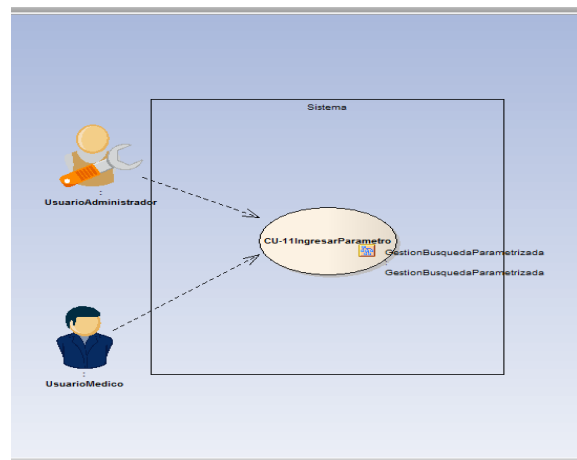 Sistema
:
UsuarioAdministrador
CU-11IngresarParametro
GestionBusquedaParametrizada
:
GestionBusquedaParametrizada
:
UsuarioMedico